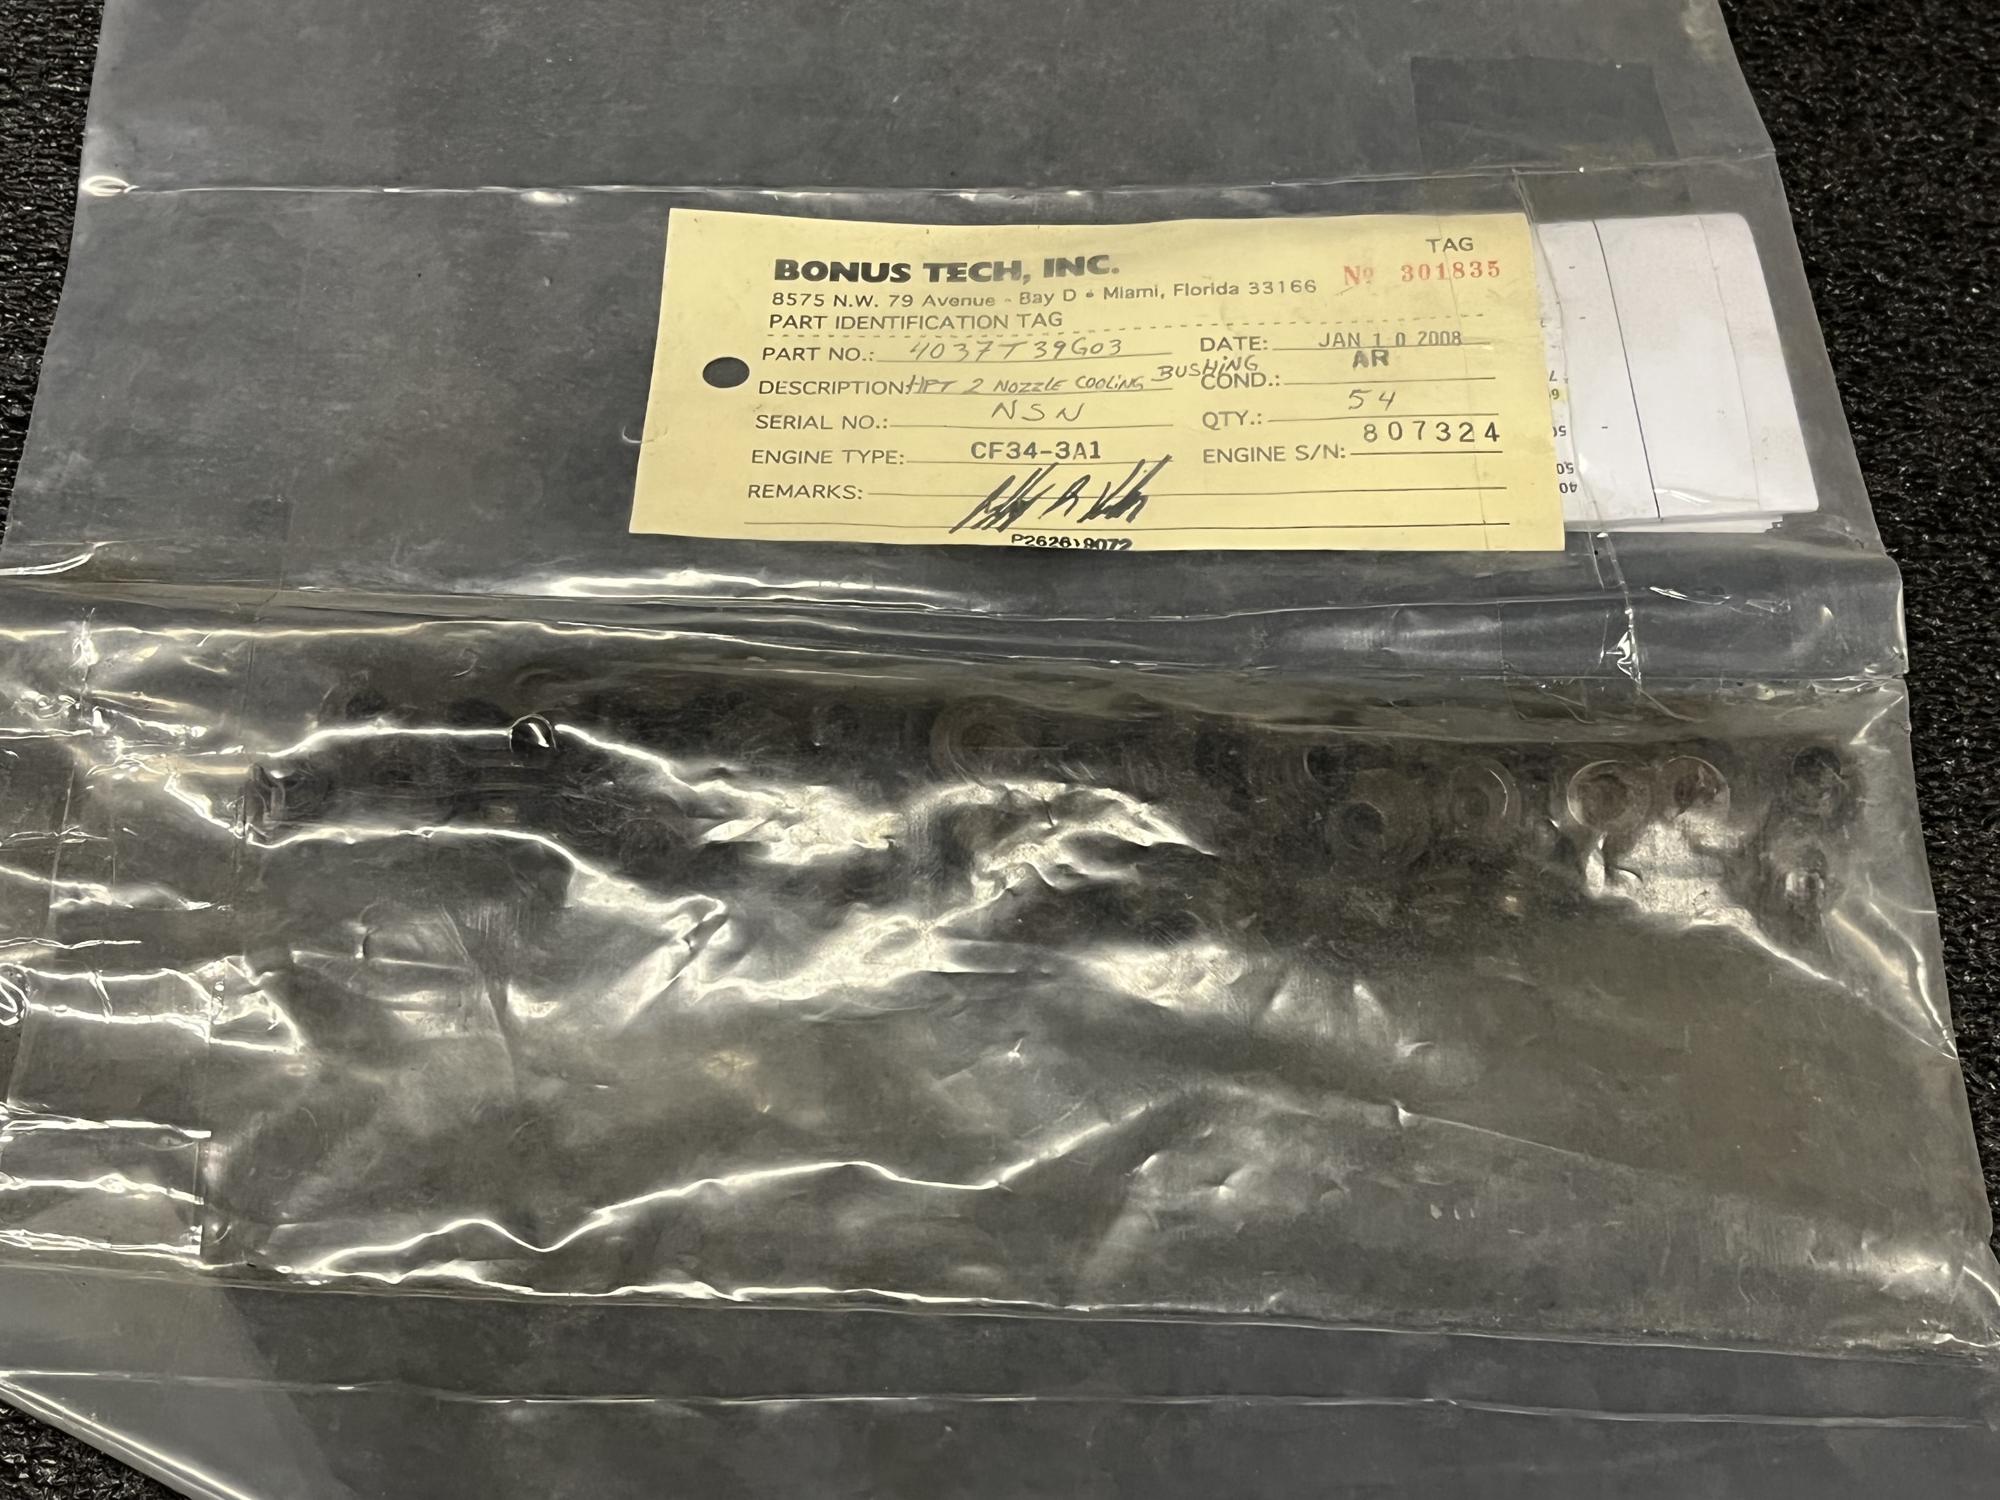 BONUS TECH, INC.
TAG
Nº 301835
8575 N.W. 79 Avenue - Bay D • Miami, Florida 33166
PART IDENTIFICATION TAG
PART NO.: 4037T39G03 DATE: JAN 10 2008
DESCRIPTION: HPT 2 NOZZLE COOLING BUSHING COND.: AR
SERIAL NO.: NSN QTY.: 54
ENGINE TYPE: CF34-3A1 ENGINE S/N: 807324
REMARKS: